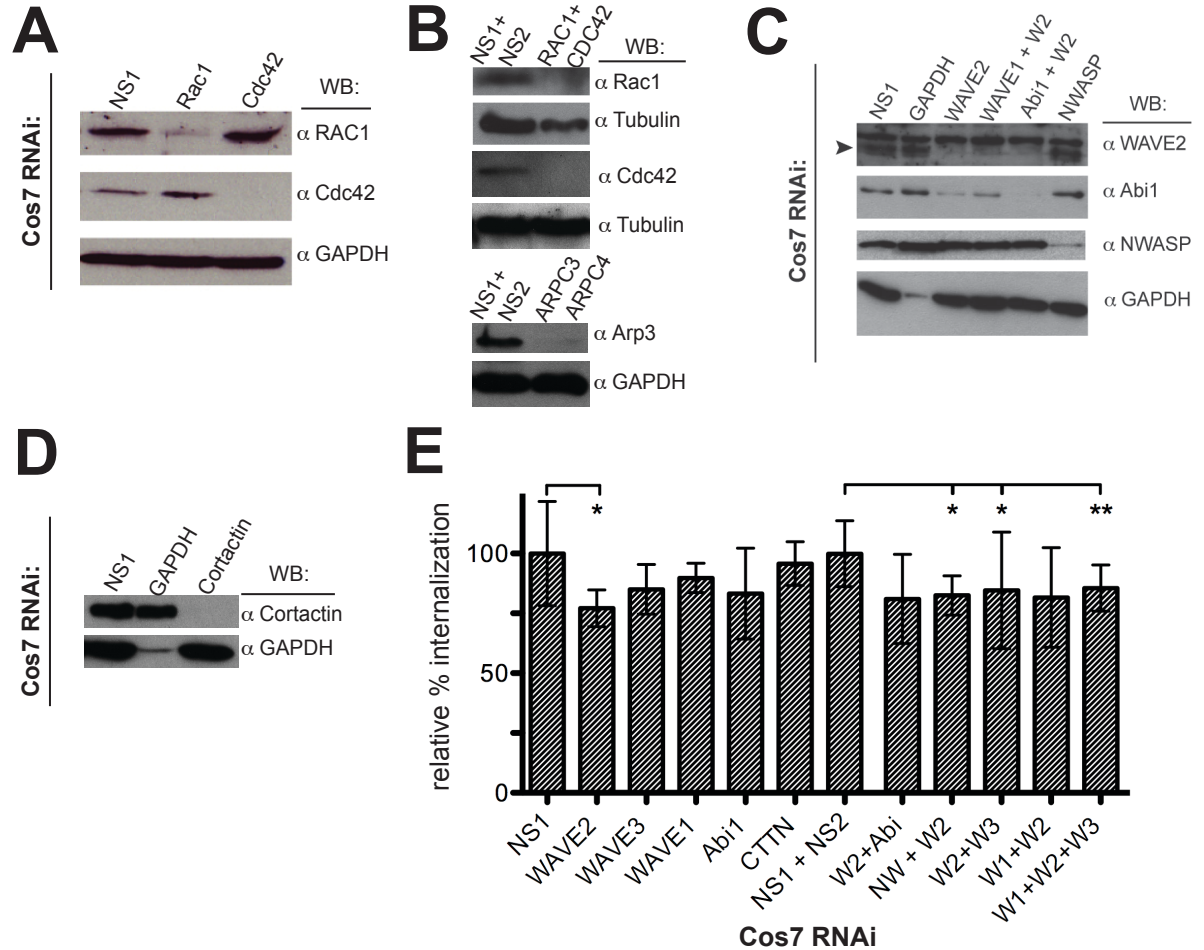 A
Cos7 RNAi:
NS1
Rac1
Cdc42
WB:
α RAC1
α Cdc42
α GAPDH
B
NS1+
NS2
RAC1+
CDC42
WB:
α Rac1
α Tubulin
α Cdc42
α Tubulin
NS1+
NS2
ARPC3
ARPC4
α Arp3
α GAPDH
C
Cos7 RNAi:
NS1
GAPDH
WAVE2
WAVE1 + W2
Abi1 + W2
NWASP
WB:
α WAVE2
α Abi1
α NWASP
α GAPDH
D
Cos7 RNAi:
NS1
GAPDH
Cortactin
WB:
α Cortactin
α GAPDH
E
relative % internalization
100
50
0
*
*
*
**
NS1
WAVE2
WAVE3
WAVE1
Abi1
CTTN
NS1 + NS2
W2+Abi
NW + W2
W2+W3
W1+W2
W1+W2+W3
Cos7 RNAi